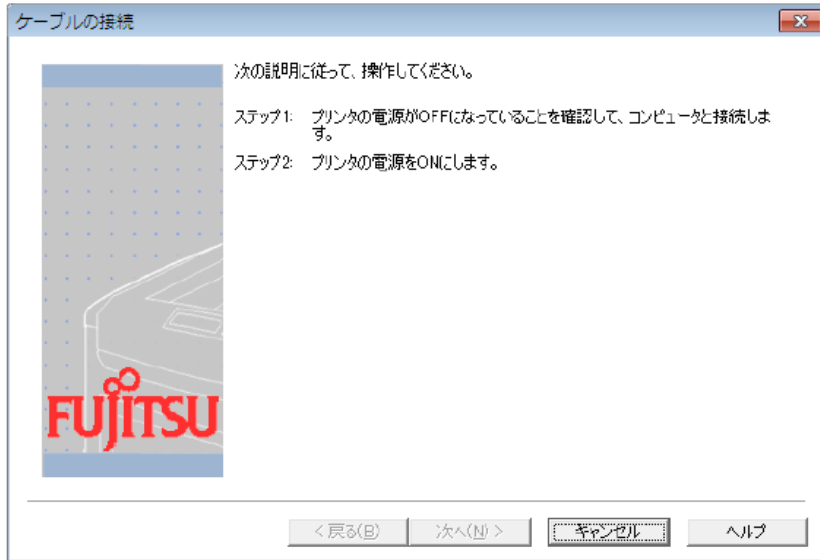 ケーブルの接続
次の説明に従って、操作してください。
ステップ1: プリンタの電源がOFFになっていることを確認して、コンピュータと接続しま
す。
ステップ2: プリンタの電源をONにします。
FUJITSU
< 戻る(B) 次へ(N) > キャンセル ヘルプ